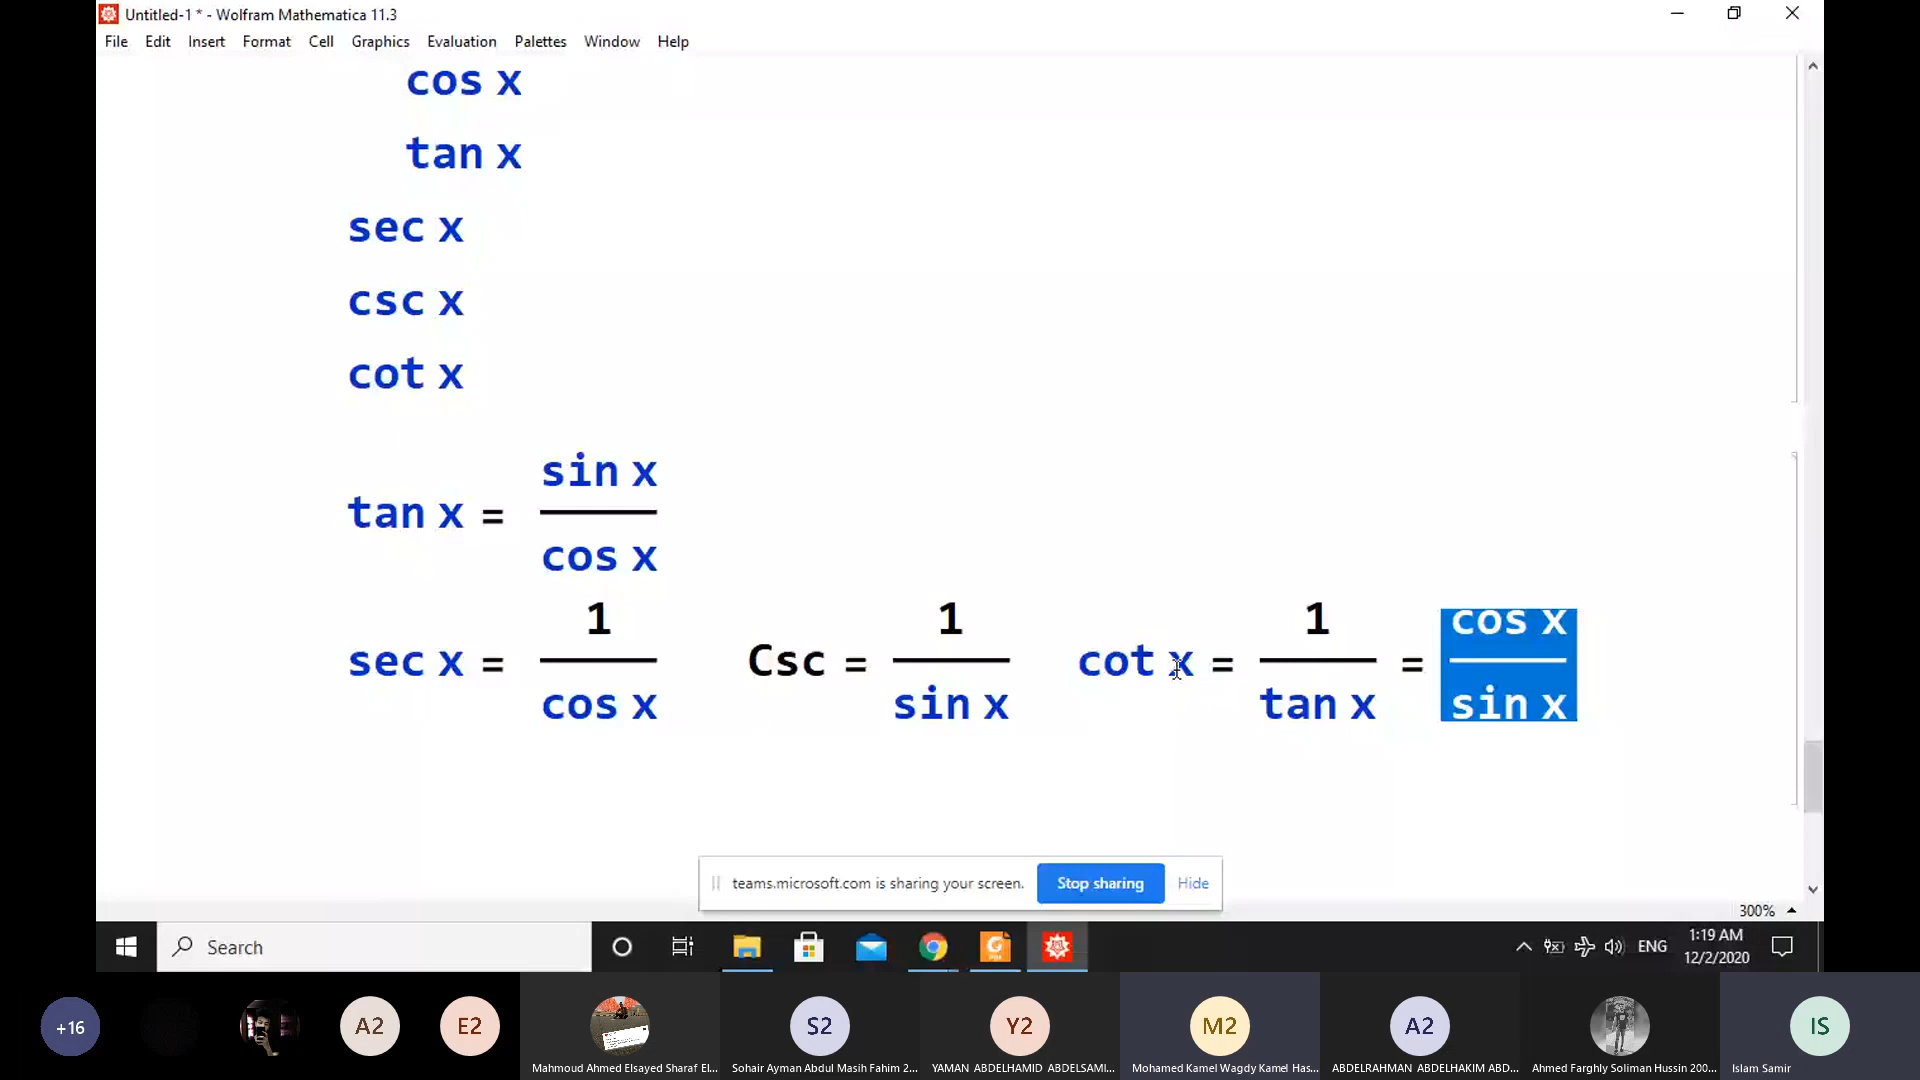 Untitled-1 * - Wolfram Mathematica 11.3
File Edit Insert Format Cell Graphics Evaluation Palettes Window Help
cos x
tan x
sec x
csc x
cot x
tan x = sin x / cos x
sec x = 1 / cos x Csc = 1 / sin x cot x = 1 / tan x = cos x / sin x
teams.microsoft.com is sharing your screen. Stop sharing Hide
300%
Search
ENG
1:19 AM
12/2/2020
+16 A2 E2 S2 Y2 M2 A2 IS
Mahmoud Ahmed Elsayed Sharaf El... Sohair Ayman Abdul Masih Fahim 2... YAMAN ABDELHAMID ABDELSAMI... Mohamed Kamel Wagdy Kamel Has... ABDELRAHMAN ABDELHAKIM ABD... Ahmed Farghly Soliman Hussin 200... Islam Samir